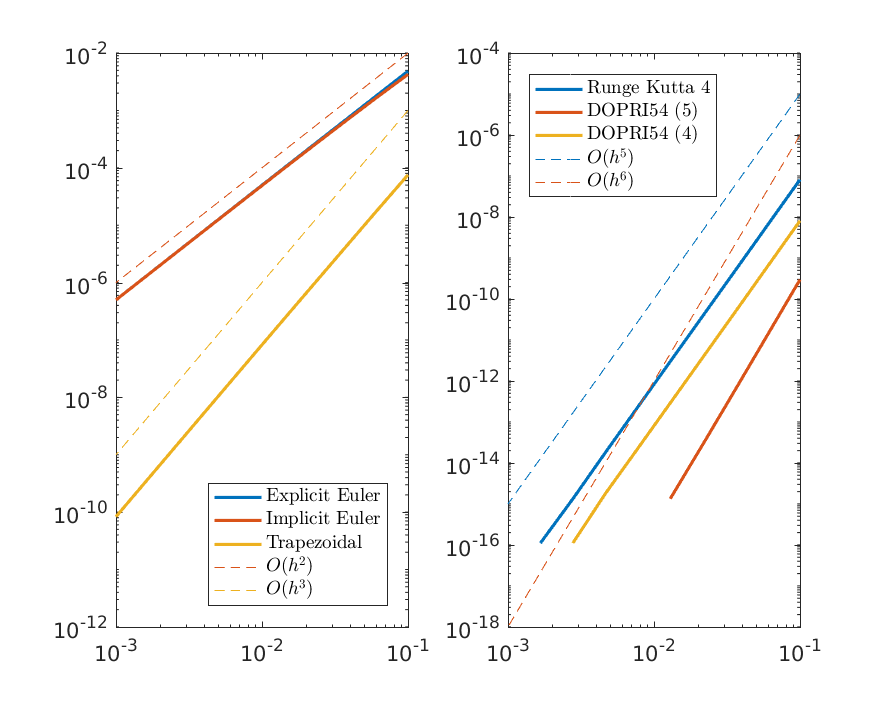 10^-2
10^-4
10^-6
10^-8
10^-10
10^-12
10^-3
10^-2
10^-1
Explicit Euler
Implicit Euler
Trapezoidal
O(h^2)
O(h^3)
10^-4
10^-6
10^-8
10^-10
10^-12
10^-14
10^-16
10^-18
10^-3
10^-2
10^-1
Runge Kutta 4
DOPRI54 (5)
DOPRI54 (4)
O(h^5)
O(h^6)